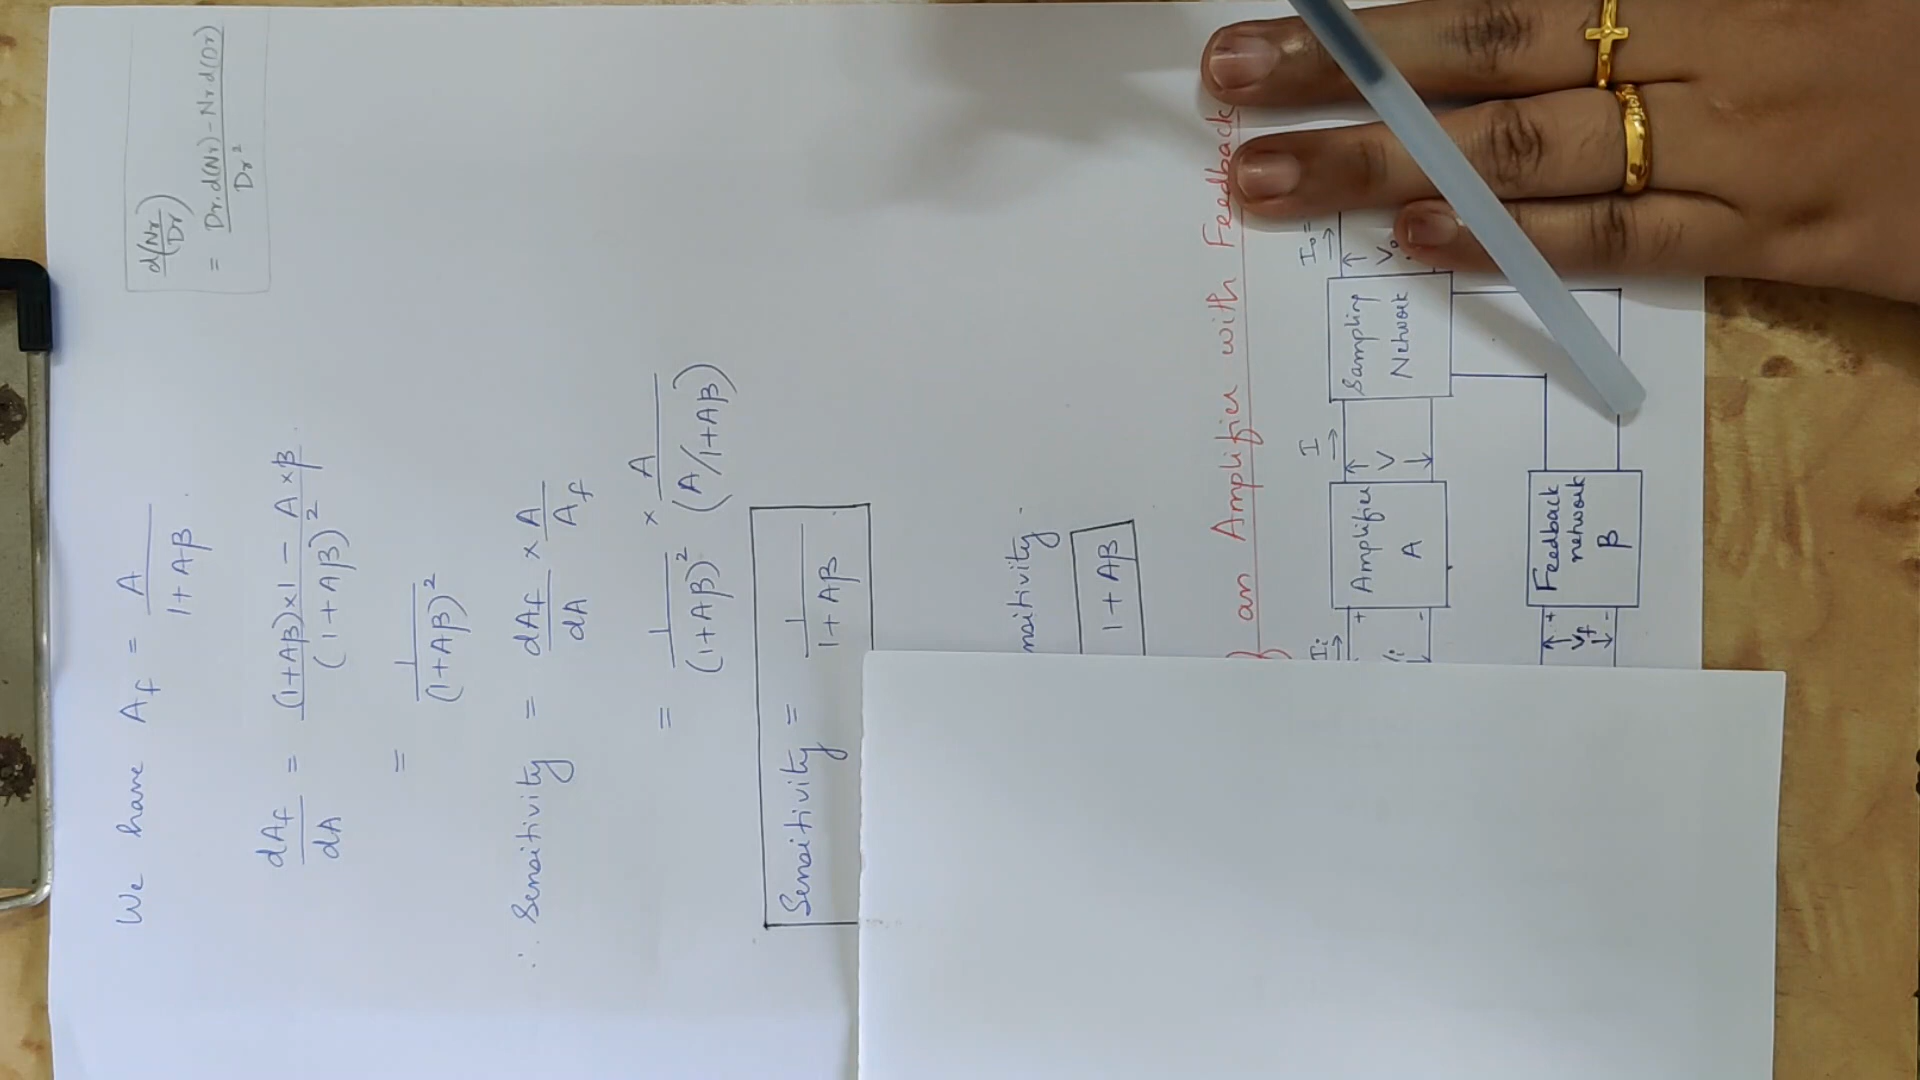 We have Af = A / 1+Aβ
d(Nr/Dr)
= Dr.d(Nr) - Nr d(Dr) / Dr²
dAf / dA = (1+Aβ)×1 - A×β / (1+Aβ)²
= 1 / (1+Aβ)²
∴ Sensitivity = dAf / dA × A / Af
= 1 / (1+Aβ)² × A / (A/1+Aβ)
Sensitivity = 1 / 1+Aβ
1+Aβ
an Amplifier with Feedback
Ii
I
Io=
+
V
Vo
Amplifier
A
-
Sampling
Network
+
Vf
-
Feedback
network
β